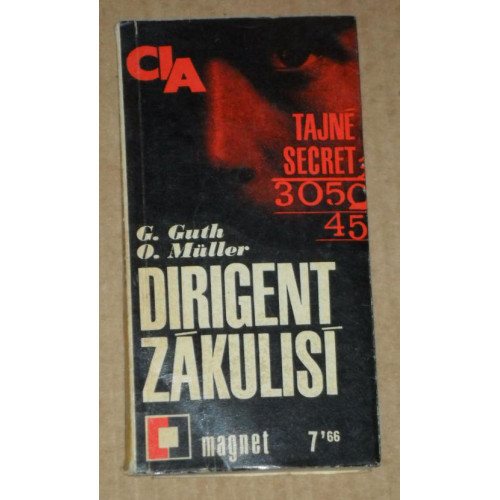 CIA
TAJNÉ
SECRET
3050
45
G. Guth
O. Müller
DIRIGENT
ZÁKULISÍ
magnet 7'66